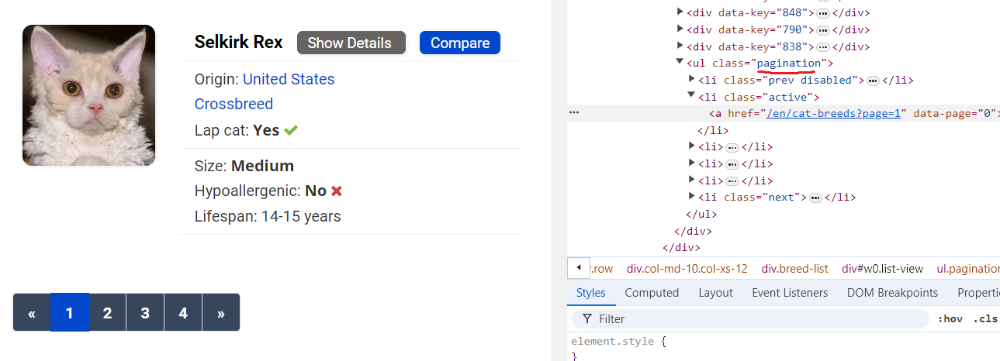 Selkirk Rex Show Details Compare
Origin: United States
Crossbreed
Lap cat: Yes
Size: Medium
Hypoallergenic: No
Lifespan: 14-15 years
« 1 2 3 4 »
<div data-key="848">…</div>
<div data-key="790">…</div>
<div data-key="838">…</div>
<ul class="pagination">
<li class="prev disabled">…</li>
<li class="active">
… <a href="/en/cat-breeds?page=1" data-page="0">
</li>
<li>…</li>
<li>…</li>
<li>…</li>
<li class="next">…</li>
</ul>
</div>
</div>
.row div.col-md-10.col-xs-12 div.breed-list div#w0.list-view ul.pagination
Styles Computed Layout Event Listeners DOM Breakpoints Properti
Filter :hov .cls
element.style {
}